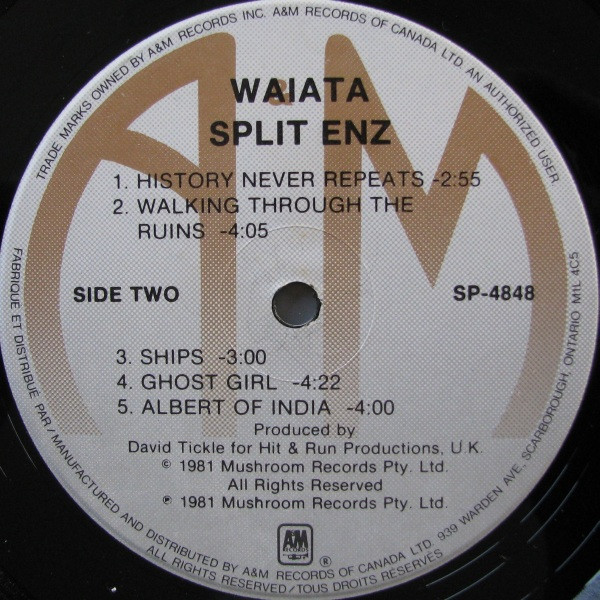 TRADE MARKS OWNED BY A&M RECORDS INC. A&M RECORDS OF CANADA LTD AN AUTHORIZED USER
WAIATA
SPLIT ENZ
1. HISTORY NEVER REPEATS -2:55
2. WALKING THROUGH THE
RUINS -4:05
SIDE TWO
SP-4848
3. SHIPS -3:00
4. GHOST GIRL -4:22
5. ALBERT OF INDIA -4:00
Produced by
David Tickle for Hit & Run Productions, U.K.
© 1981 Mushroom Records Pty. Ltd.
All Rights Reserved
℗ 1981 Mushroom Records Pty. Ltd.
A&M
RECORDS
®
FABRIQUÉ ET DISTRIBUÉ PAR / MANUFACTURED AND DISTRIBUTED BY A&M RECORDS OF CANADA LTD. 939 WARDEN AVE, SCARBOROUGH, ONTARIO M1L 4C5
ALL RIGHTS RESERVED / TOUS DROITS RÉSERVÉS